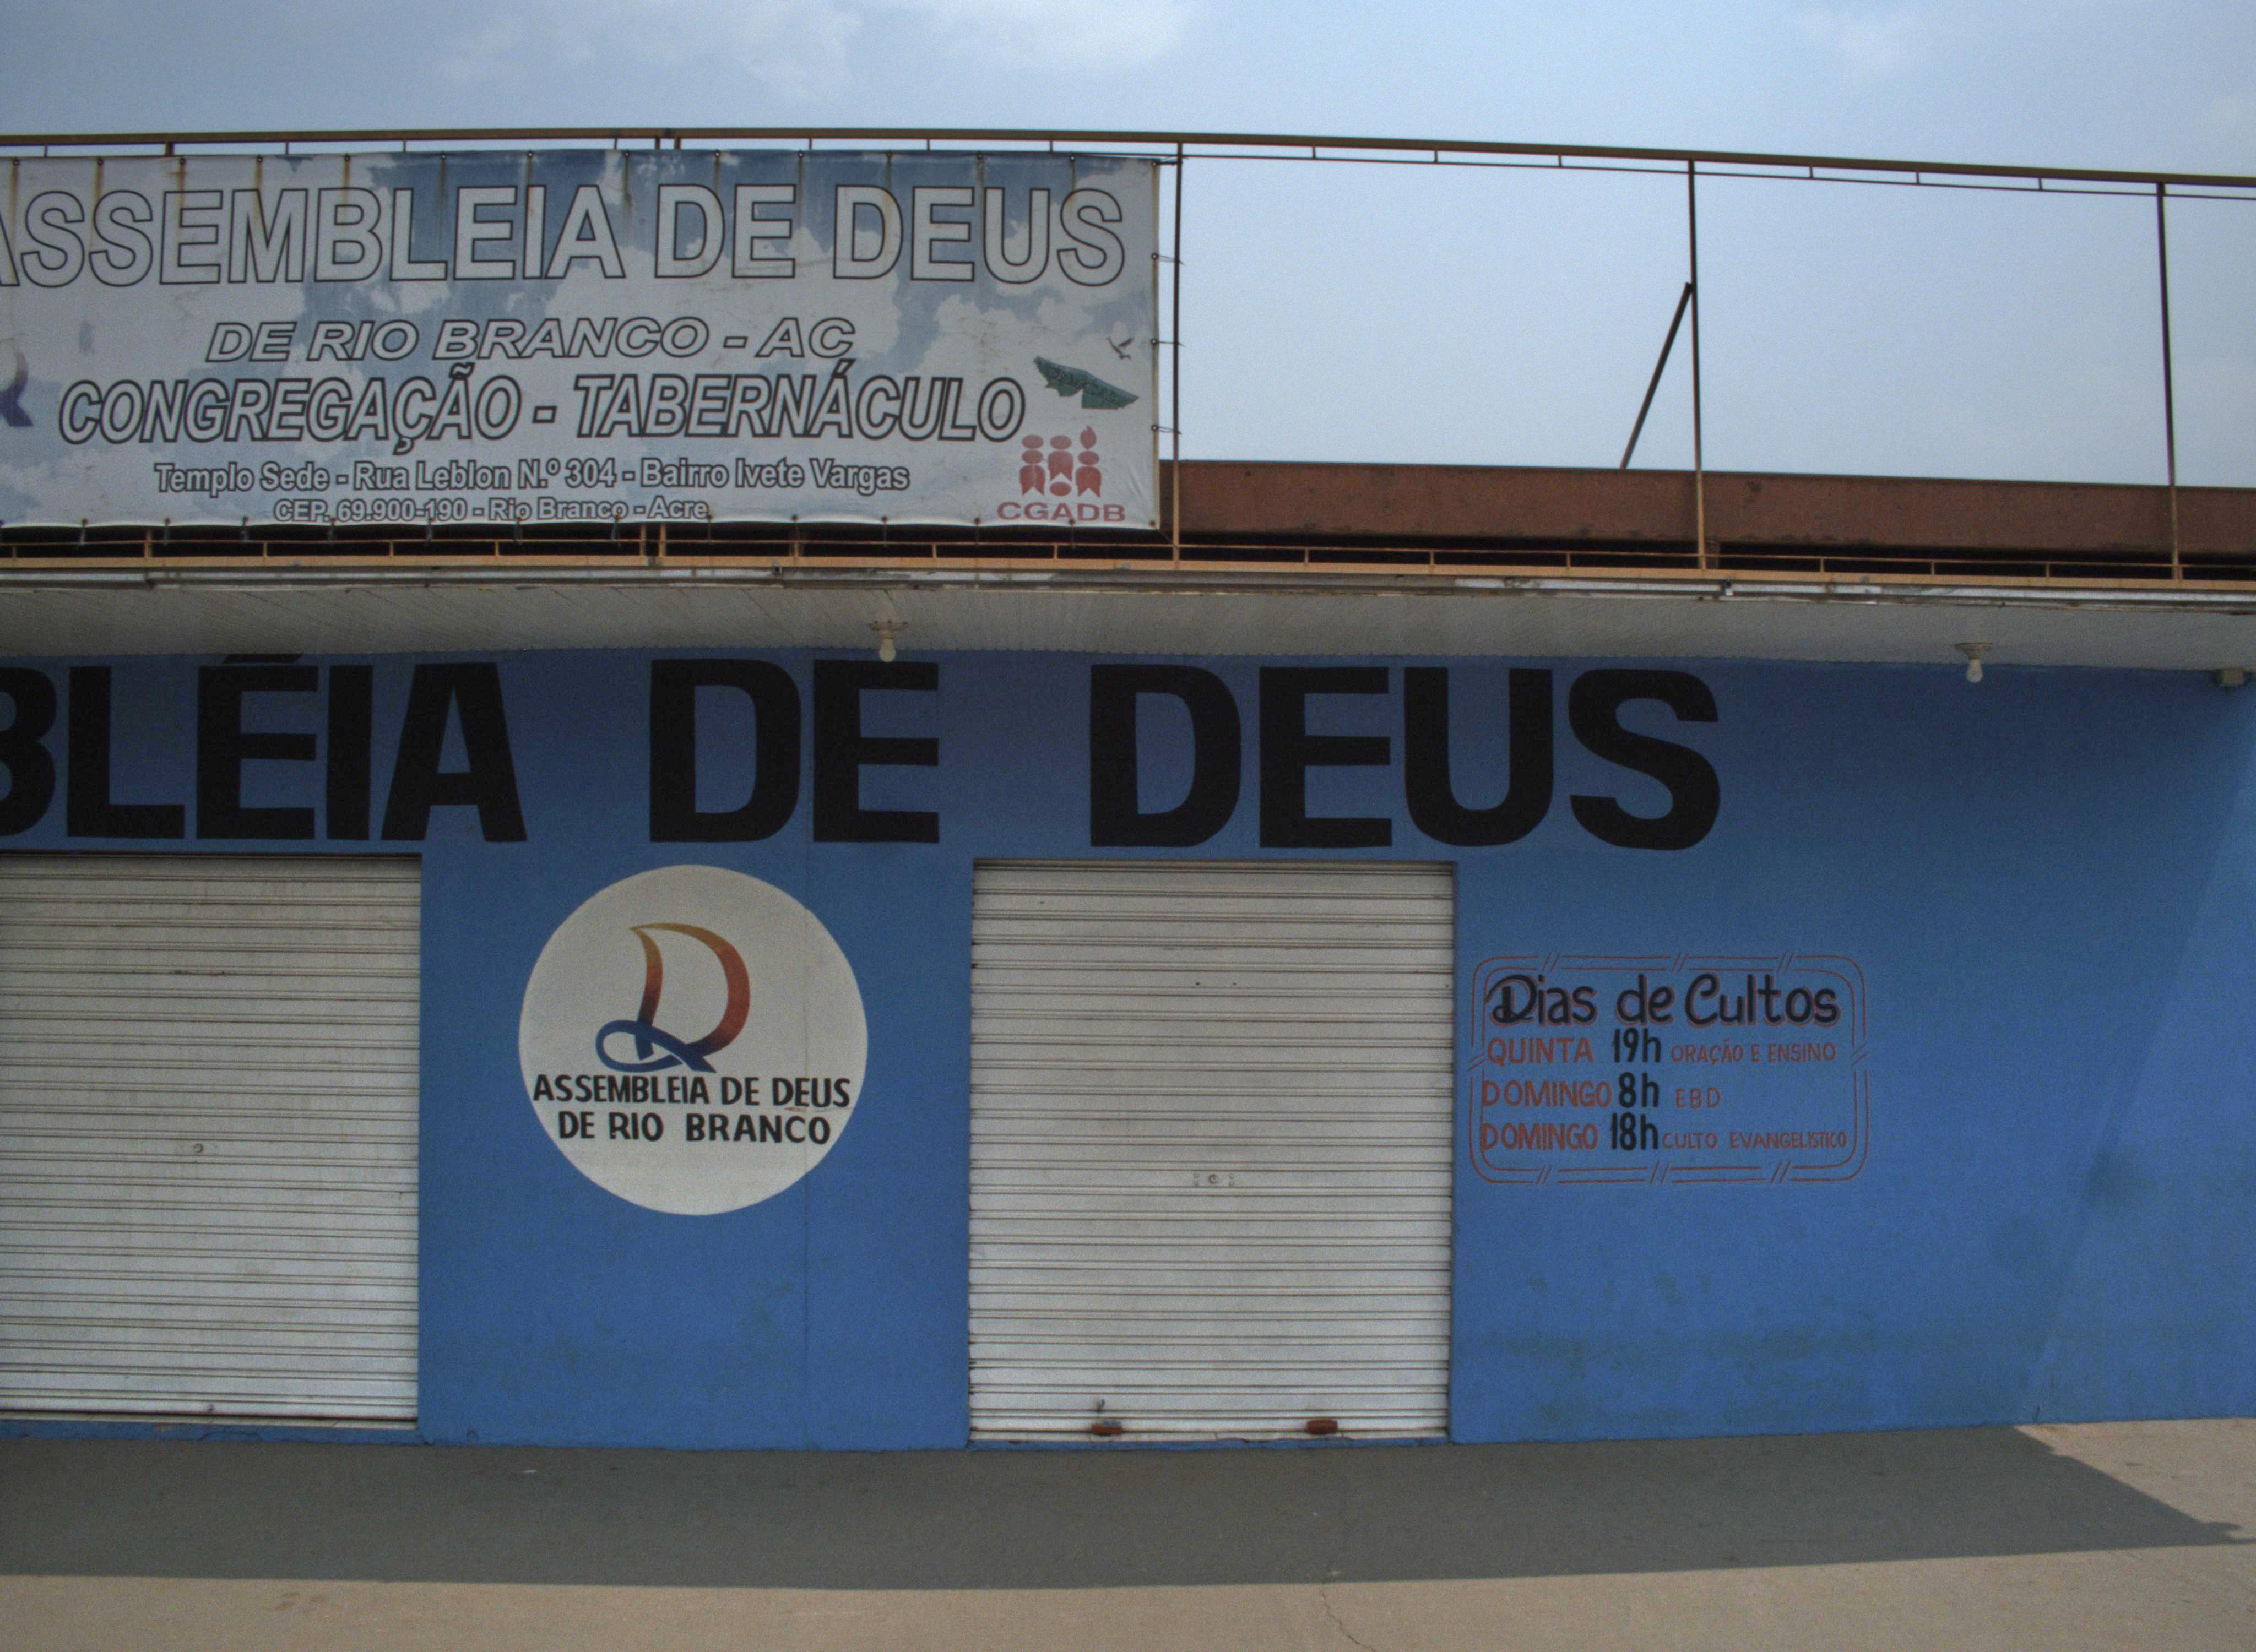 ASSEMBLEIA DE DEUS
DE RIO BRANCO - AC
CONGREGAÇÃO - TABERNÁCULO
Templo Sede - Rua Leblon N.º 304 - Bairro Ivete Vargas
CEP. 69.900-190 - Rio Branco - Acre
CGADB
BLÉIA DE DEUS
ASSEMBLEIA DE DEUS
DE RIO BRANCO
Dias de Cultos
QUINTA 19h ORAÇÃO E ENSINO
DOMINGO 8h EBD
DOMINGO 18h CULTO EVANGELISTICO